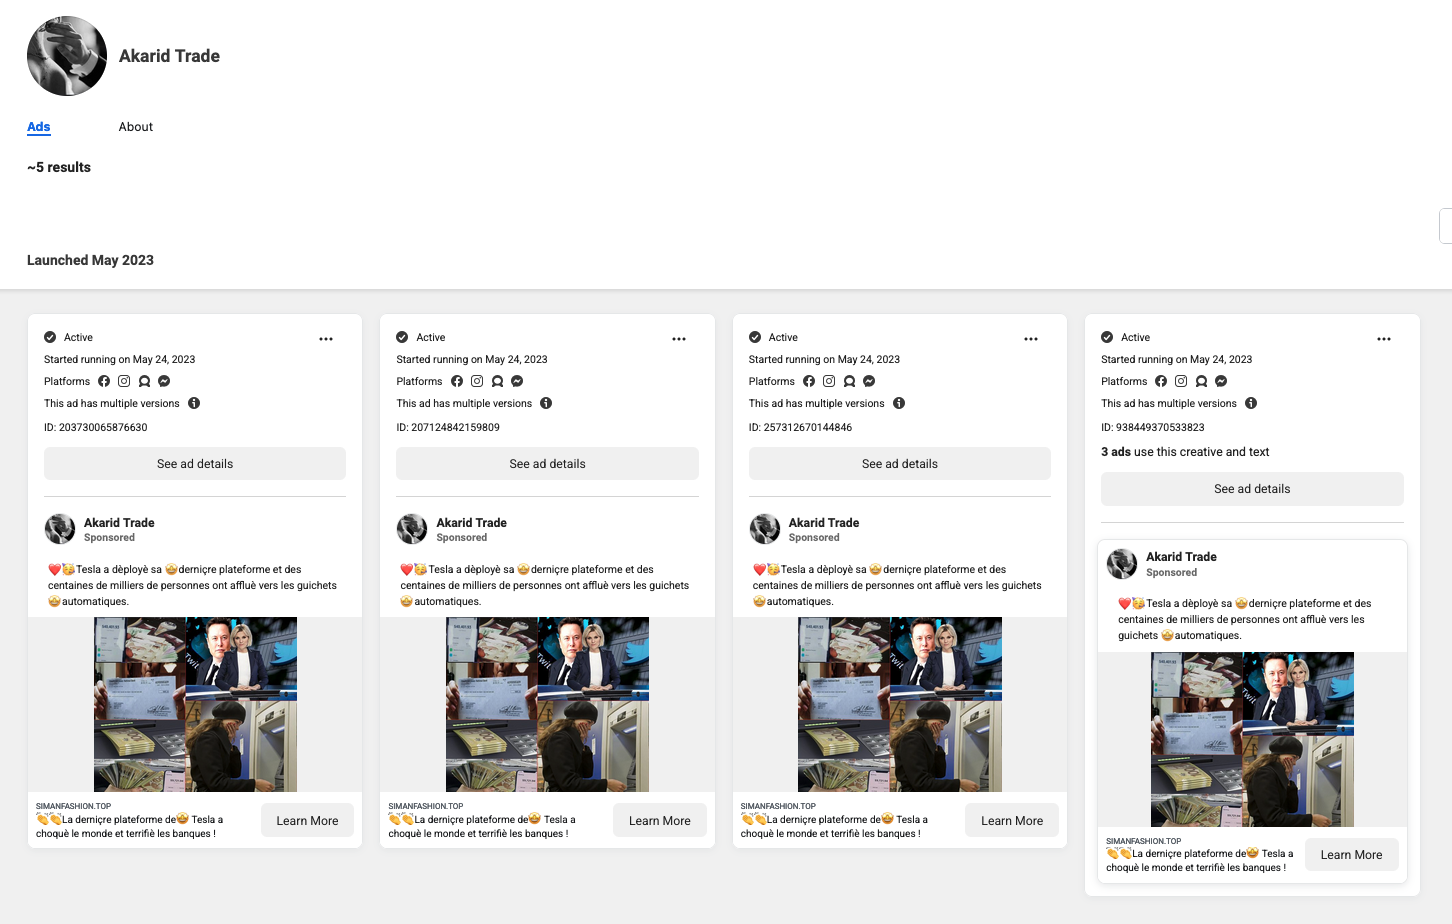 Akarid Trade
Ads
About
~5 results
Launched May 2023
Active
Started running on May 24, 2023
Platforms
This ad has multiple versions
ID: 203730065876630
See ad details
Akarid Trade
Sponsored
❤️🥳Tesla a dèployè sa 🤩derniçre plateforme et des
centaines de milliers de personnes ont affluè vers les guichets
🤩automatiques.
Twit
SIMANFASHION.TOP
👏👏La derniçre plateforme de🤩 Tesla a
choquè le monde et terrifiè les banques !
Learn More
Active
Started running on May 24, 2023
Platforms
This ad has multiple versions
ID: 207124842159809
See ad details
Akarid Trade
Sponsored
❤️🥳Tesla a dèployè sa 🤩derniçre plateforme et des
centaines de milliers de personnes ont affluè vers les guichets
🤩automatiques.
Twit
SIMANFASHION.TOP
👏👏La derniçre plateforme de🤩 Tesla a
choquè le monde et terrifiè les banques !
Learn More
Active
Started running on May 24, 2023
Platforms
This ad has multiple versions
ID: 257312670144846
See ad details
Akarid Trade
Sponsored
❤️🥳Tesla a dèployè sa 🤩derniçre plateforme et des
centaines de milliers de personnes ont affluè vers les guichets
🤩automatiques.
Twit
SIMANFASHION.TOP
👏👏La derniçre plateforme de🤩 Tesla a
choquè le monde et terrifiè les banques !
Learn More
Active
Started running on May 24, 2023
Platforms
This ad has multiple versions
ID: 938449370533823
3 ads use this creative and text
See ad details
Akarid Trade
Sponsored
❤️🥳Tesla a dèployè sa 🤩derniçre plateforme et des
centaines de milliers de personnes ont affluè vers les
guichets 🤩automatiques.
Twit
SIMANFASHION.TOP
👏👏La derniçre plateforme de🤩 Tesla a
choquè le monde et terrifiè les banques !
Learn More